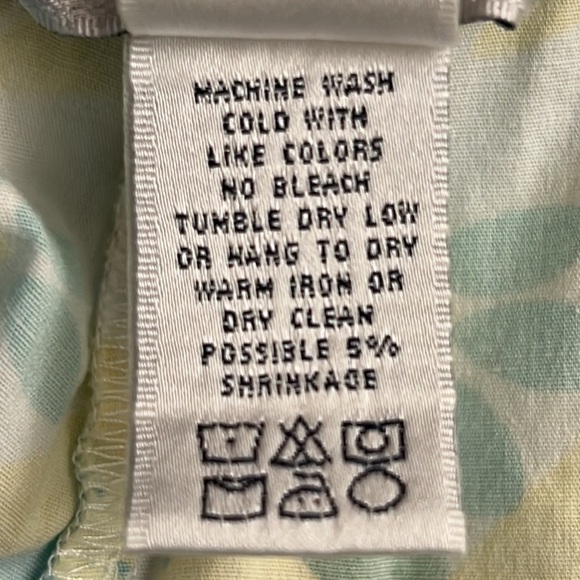 MACHINE WASH
COLD WITH
LIKE COLORS
NO BLEACH
TUMBLE DRY LOW
OR HANG TO DRY
WARM IRON OR
DRY CLEAN
POSSIBLE 5%
SHRINKAGE